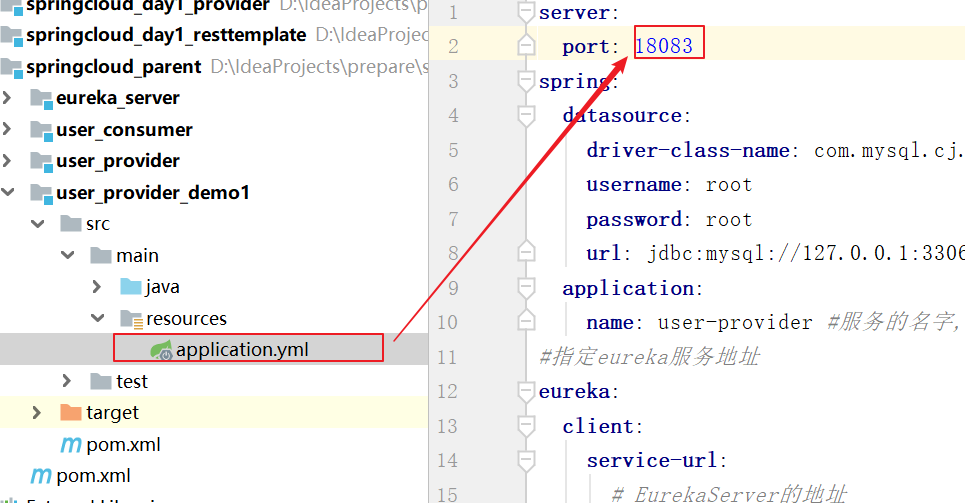 springcloud_day1_provider D:\IdeaProjects\p
springcloud_day1_resttemplate D:\IdeaProjec
springcloud_parent D:\IdeaProjects\prepare\s
eureka_server
user_consumer
user_provider
user_provider_demo1
src
main
java
resources
application.yml
test
target
pom.xml
pom.xml
1 server:
2 port: 18083
3 spring:
4 datasource:
5 driver-class-name: com.mysql.cj.
6 username: root
7 password: root
8 url: jdbc:mysql://127.0.0.1:3306
9 application:
10 name: user-provider #服务的名字,
11 #指定eureka服务地址
12 eureka:
13 client:
14 service-url:
15 # EurekaServer的地址